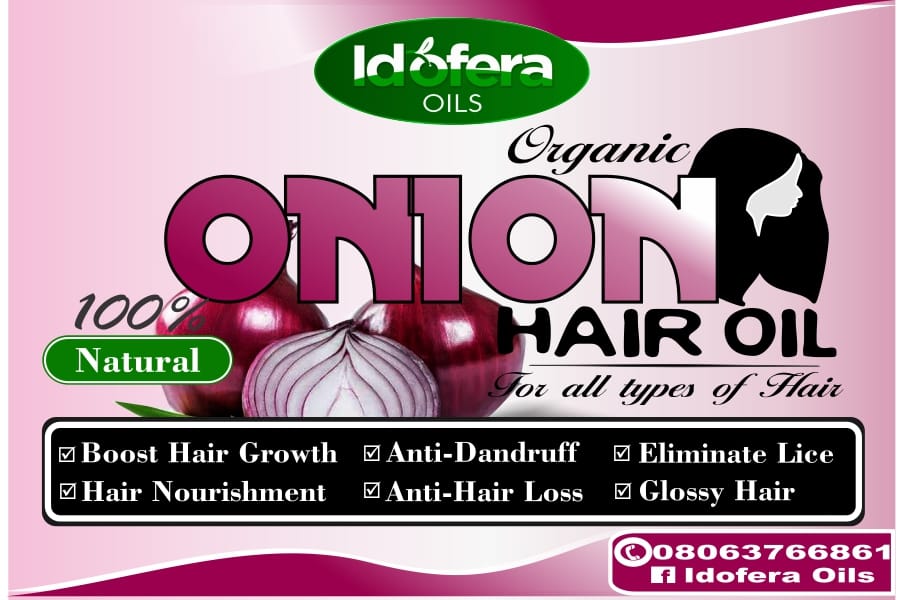 Idofera
OILS
Organic
ONION
HAIR OIL
For all types of Hair
100%
Natural
☑ Boost Hair Growth ☑ Anti-Dandruff ☑ Eliminate Lice
☑ Hair Nourishment ☑ Anti-Hair Loss ☑ Glossy Hair
08063766861
Idofera Oils